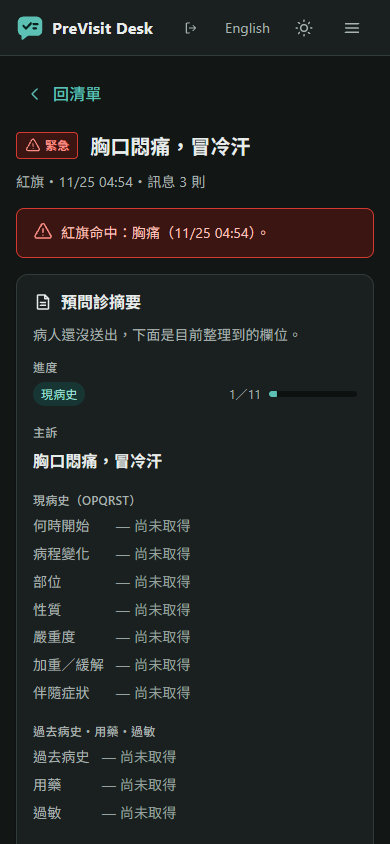 PreVisit Desk
English
回清單
緊急
胸口悶痛，冒冷汗
紅旗・11/25 04:54・訊息 3 則
紅旗命中：胸痛（11/25 04:54）。
預問診摘要
病人還沒送出，下面是目前整理到的欄位。
進度
現病史 1／11
主訴
胸口悶痛，冒冷汗
現病史（OPQRST）
何時開始 — 尚未取得
病程變化 — 尚未取得
部位 — 尚未取得
性質 — 尚未取得
嚴重度 — 尚未取得
加重／緩解 — 尚未取得
伴隨症狀 — 尚未取得
過去病史・用藥・過敏
過去病史 — 尚未取得
用藥 — 尚未取得
過敏 — 尚未取得